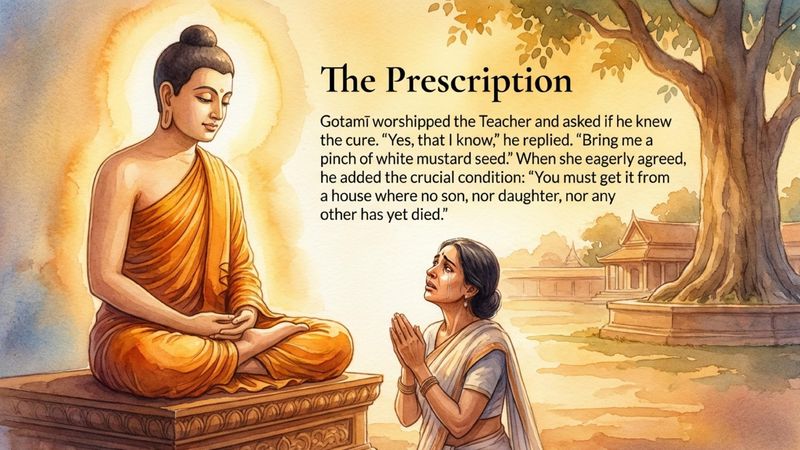 The Prescription
Gotamī worshipped the Teacher and asked if he knew
the cure. “Yes, that I know,” he replied. “Bring me a
pinch of white mustard seed.” When she eagerly agreed,
he added the crucial condition: “You must get it from
a house where no son, nor daughter, nor any
other has yet died.”